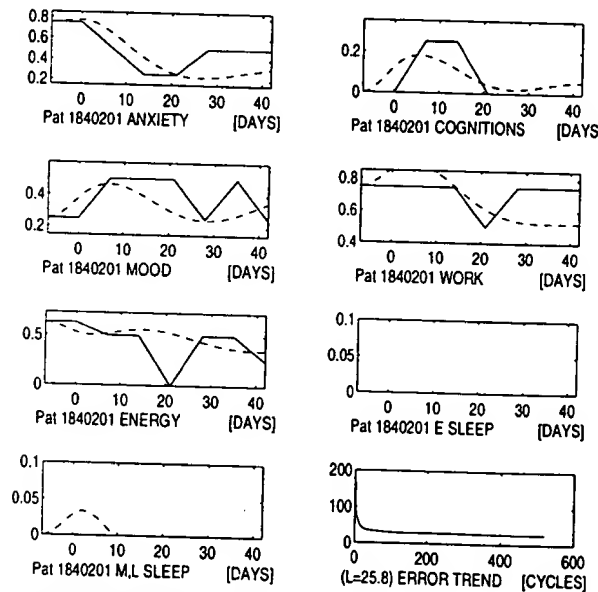 0.8
0.6
0.4
0.2
0 10 20 30 40
Pat 1840201 ANXIETY [DAYS]
0.2
0
0 10 20 30 40
Pat 1840201 COGNITIONS [DAYS
0.4
0.2
0 10 20 30 40
Pat 1840201 MOOD [DAYS]
0.8
0.6
0.4
0 10 20 30 40
Pat 1840201 WORK [DAYS]
0.5
0
0 10 20 30 40
Pat 1840201 ENERGY [DAYS]
0.1
0.05
0
0 10 20 30 40
Pat 1840201 E SLEEP [DAYS]
0.1
0.05
0
0 10 20 30 40
Pat 1840201 M,L SLEEP [DAYS]
200
100
0
0 200 400 600
(L=25.8) ERROR TREND [CYCLES]